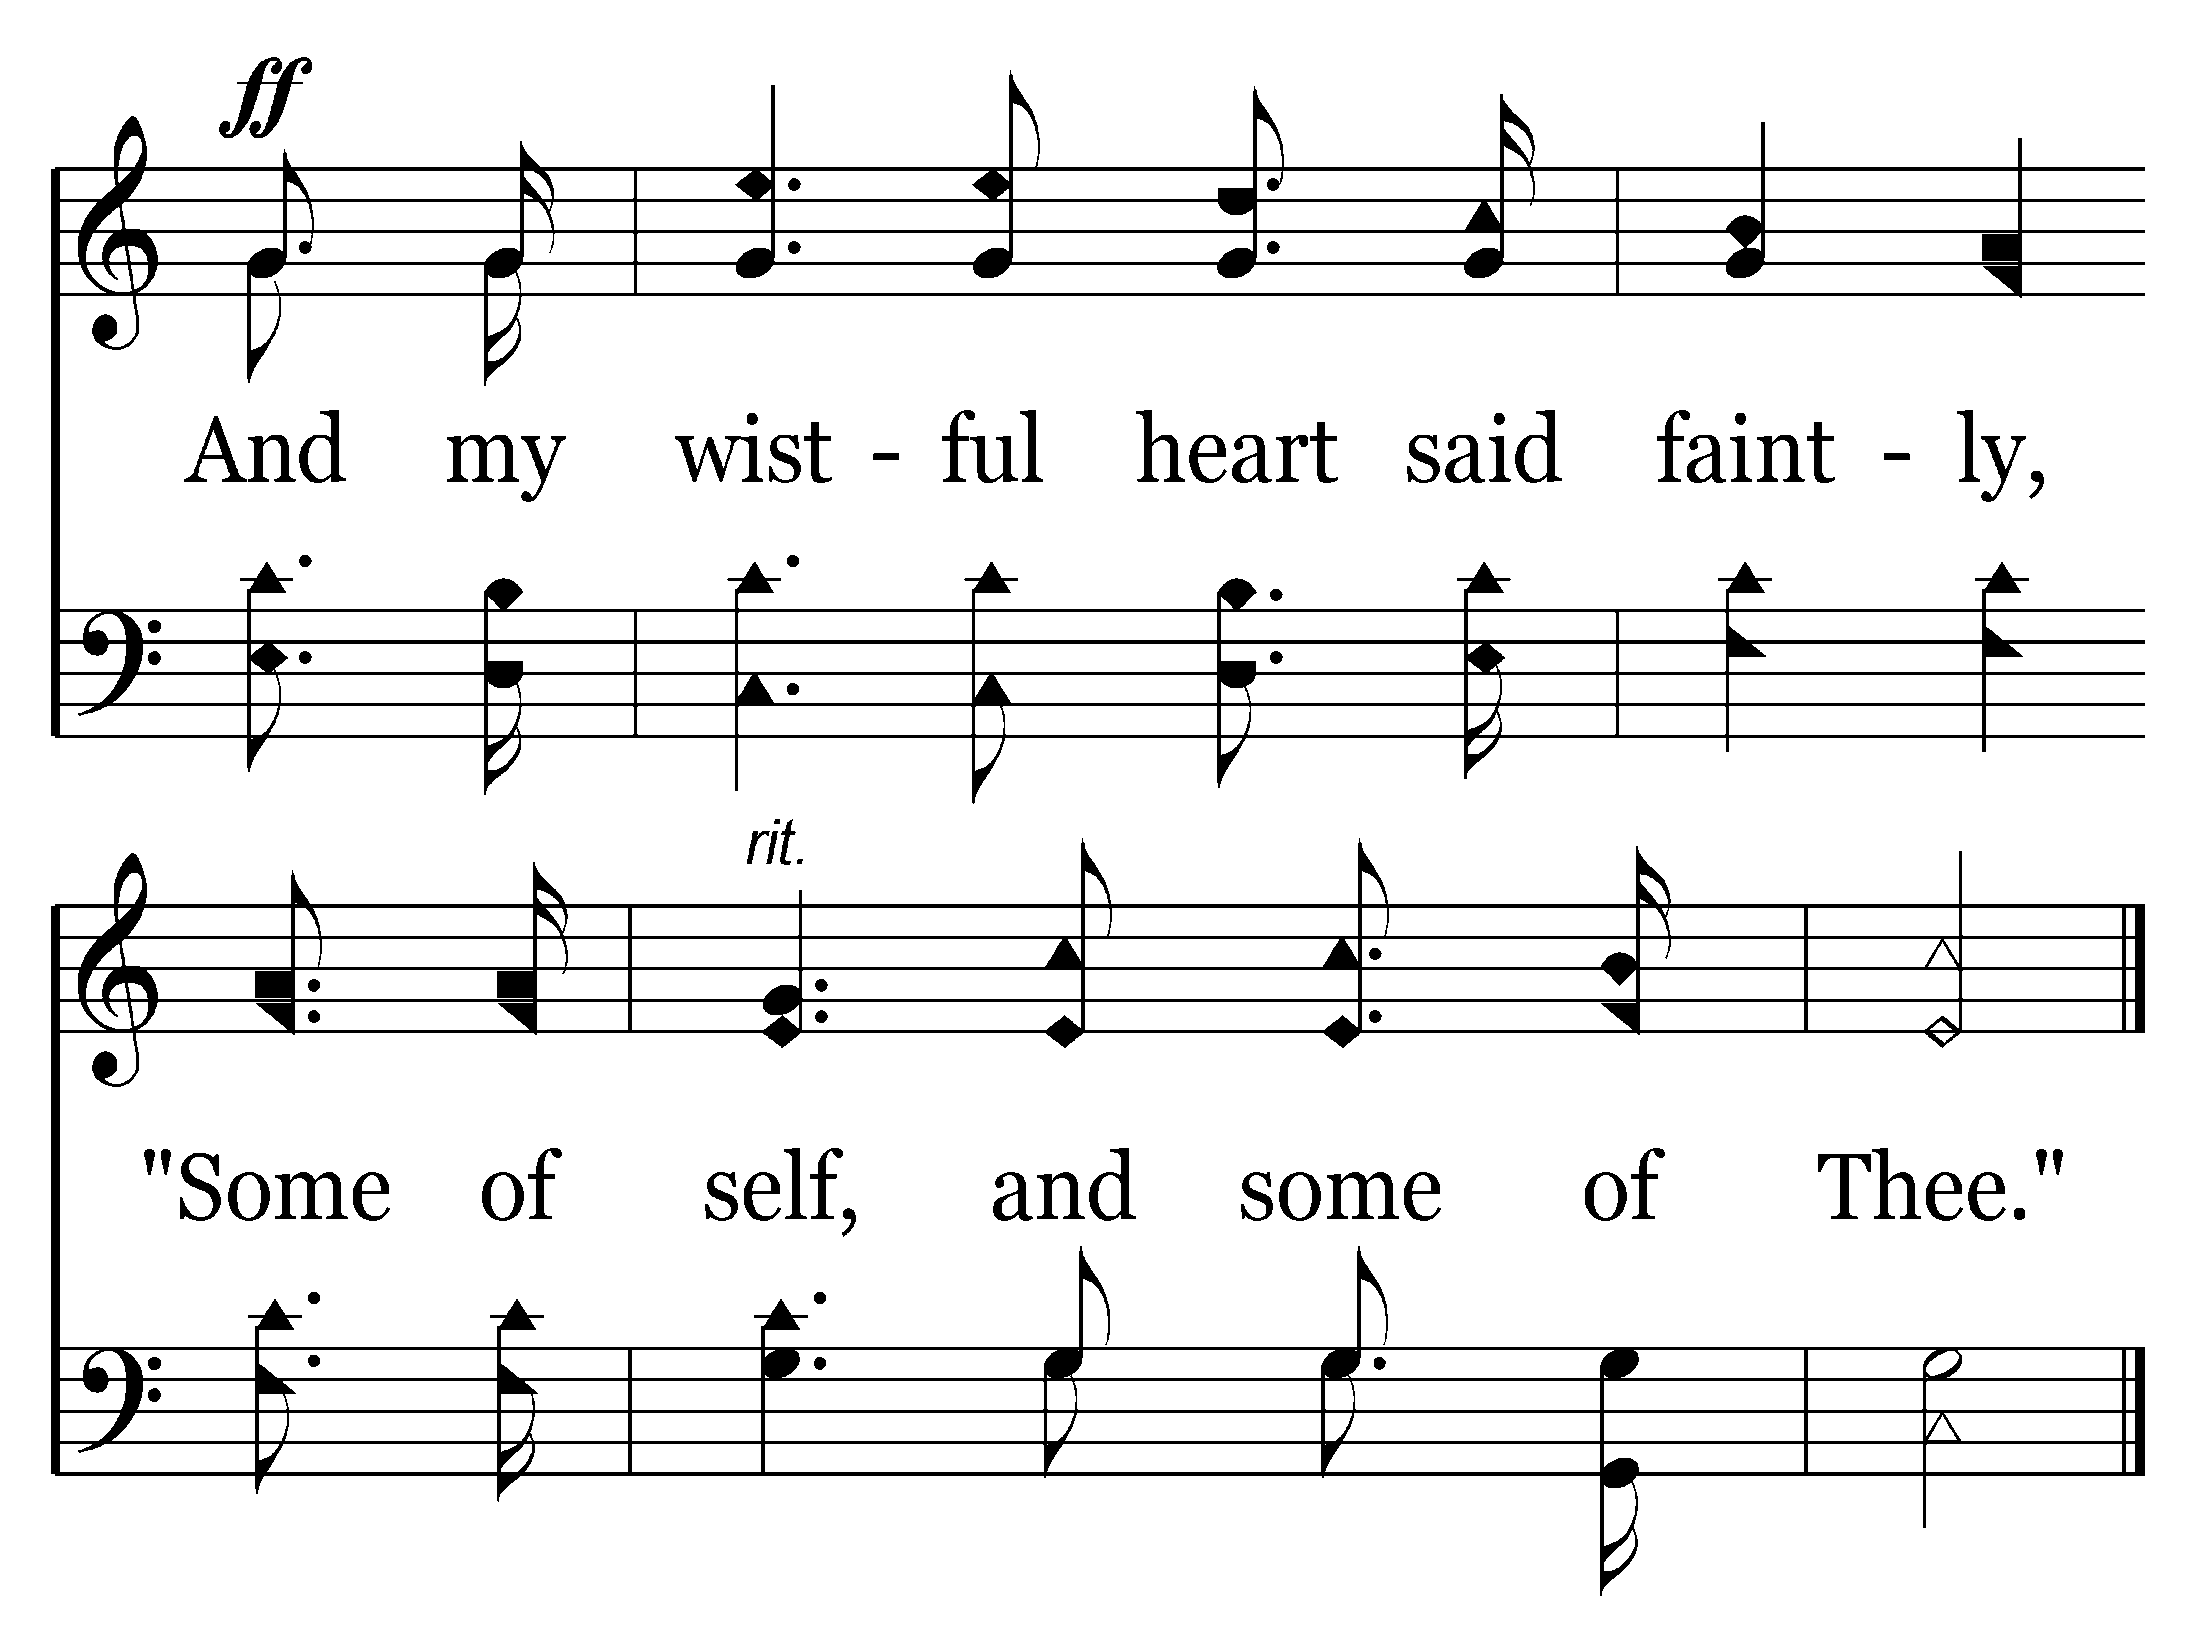 ff
And my wist - ful heart said faint - ly,
rit.
"Some of self, and some of Thee."